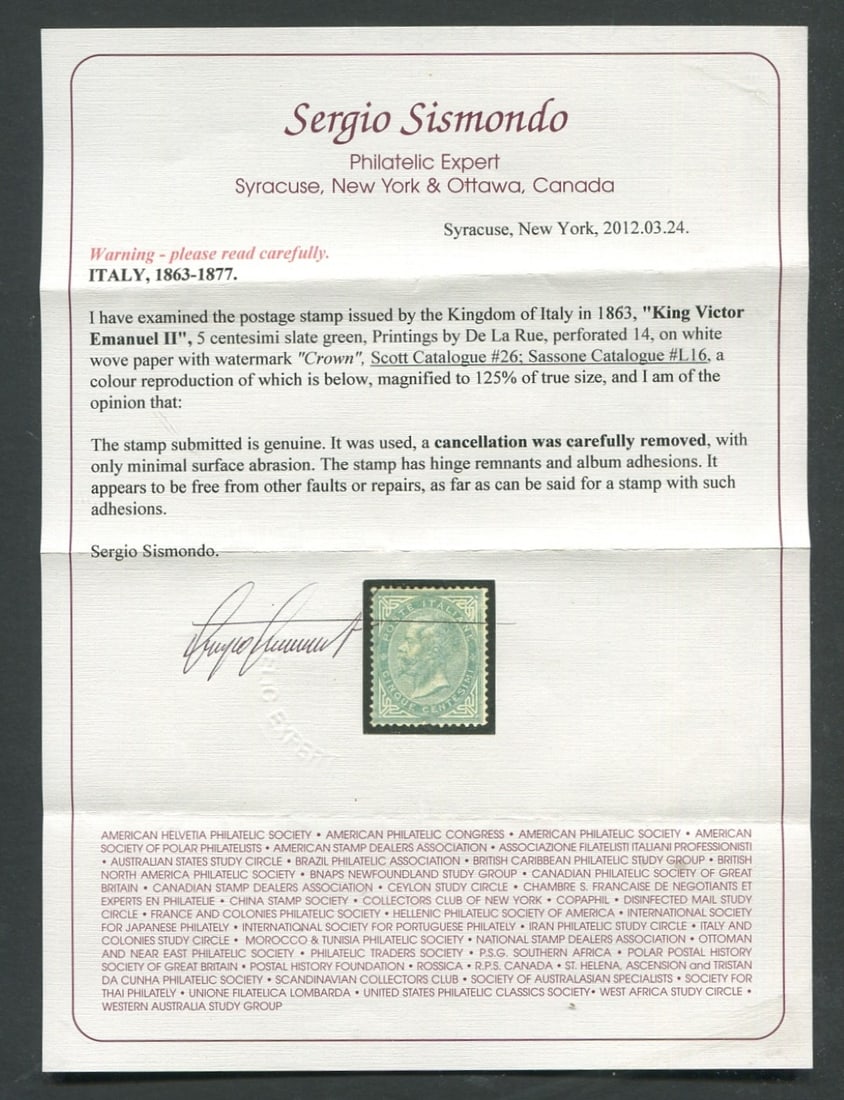 Sergio Sismondo
Philatelic Expert
Syracuse, New York & Ottawa, Canada
Syracuse, New York, 2012.03.24.
Warning - please read carefully.
ITALY, 1863-1877.
I have examined the postage stamp issued by the Kingdom of Italy in 1863, "King Victor
Emanuel II", 5 centesimi slate green, Printings by De La Rue, perforated 14, on white
wove paper with watermark "Crown", Scott Catalogue #26; Sassone Catalogue #L16, a
colour reproduction of which is below, magnified to 125% of true size, and I am of the
opinion that:
The stamp submitted is genuine. It was used, a cancellation was carefully removed, with
only minimal surface abrasion. The stamp has hinge remnants and album adhesions. It
appears to be free from other faults or repairs, as far as can be said for a stamp with such
adhesions.
Sergio Sismondo.
POSTE ITALIANE
CINQUE CENTESIMI
AMERICAN HELVETIA PHILATELIC SOCIETY • AMERICAN PHILATELIC CONGRESS • AMERICAN PHILATELIC SOCIETY • AMERICAN
SOCIETY OF POLAR PHILATELISTS • AMERICAN STAMP DEALERS ASSOCIATION • ASSOCIAZIONE FILATELISTI ITALIANI PROFESSIONISTI
• AUSTRALIAN STATES STUDY CIRCLE • BRAZIL PHILATELIC ASSOCIATION • BRITISH CARIBBEAN PHILATELIC STUDY GROUP • BRITISH
NORTH AMERICA PHILATELIC SOCIETY • BNAPS NEWFOUNDLAND STUDY GROUP • CANADIAN PHILATELIC SOCIETY OF GREAT
BRITAIN • CANADIAN STAMP DEALERS ASSOCIATION • CEYLON STUDY CIRCLE • CHAMBRE S. FRANCAISE DE NEGOTIANTS ET
EXPERTS EN PHILATELIE • CHINA STAMP SOCIETY • COLLECTORS CLUB OF NEW YORK • COPAPHIL • DISINFECTED MAIL STUDY
CIRCLE • FRANCE AND COLONIES PHILATELIC SOCIETY • HELLENIC PHILATELIC SOCIETY OF AMERICA • INTERNATIONAL SOCIETY
FOR JAPANESE PHILATELY • INTERNATIONAL SOCIETY FOR PORTUGUESE PHILATELY • IRAN PHILATELIC STUDY CIRCLE • ITALY AND
COLONIES STUDY CIRCLE • MOROCCO & TUNISIA PHILATELIC SOCIETY • NATIONAL STAMP DEALERS ASSOCIATION • OTTOMAN
AND NEAR EAST PHILATELIC SOCIETY • PHILATELIC TRADERS SOCIETY • P.S.G. SOUTHERN AFRICA • POLAR POSTAL HISTORY
SOCIETY OF GREAT BRITAIN • POSTAL HISTORY FOUNDATION • ROSSICA • R.P.S. CANADA • ST. HELENA, ASCENSION and TRISTAN
DA CUNHA PHILATELIC SOCIETY • SCANDINAVIAN COLLECTORS CLUB • SOCIETY OF AUSTRALASIAN SPECIALISTS • SOCIETY FOR
THAI PHILATELY • UNIONE FILATELICA LOMBARDA • UNITED STATES PHILATELIC CLASSICS SOCIETY• WEST AFRICA STUDY CIRCLE •
WESTERN AUSTRALIA STUDY GROUP